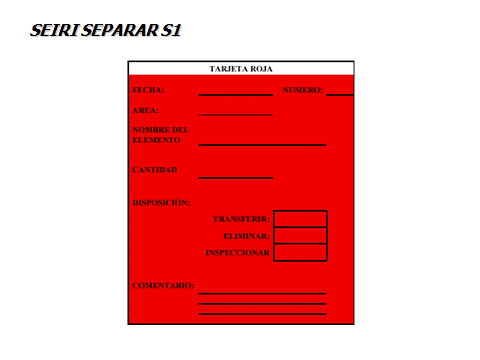 SEIRI SEPARAR S1
TARJETA ROJA
FECHA: NUMERO:
AREA:
NOMBRE DEL
ELEMENTO
CANTIDAD
DISPOSICIÓN:
TRANSFERIR:
ELIMINAR:
INSPECCIONAR
COMENTARIO: